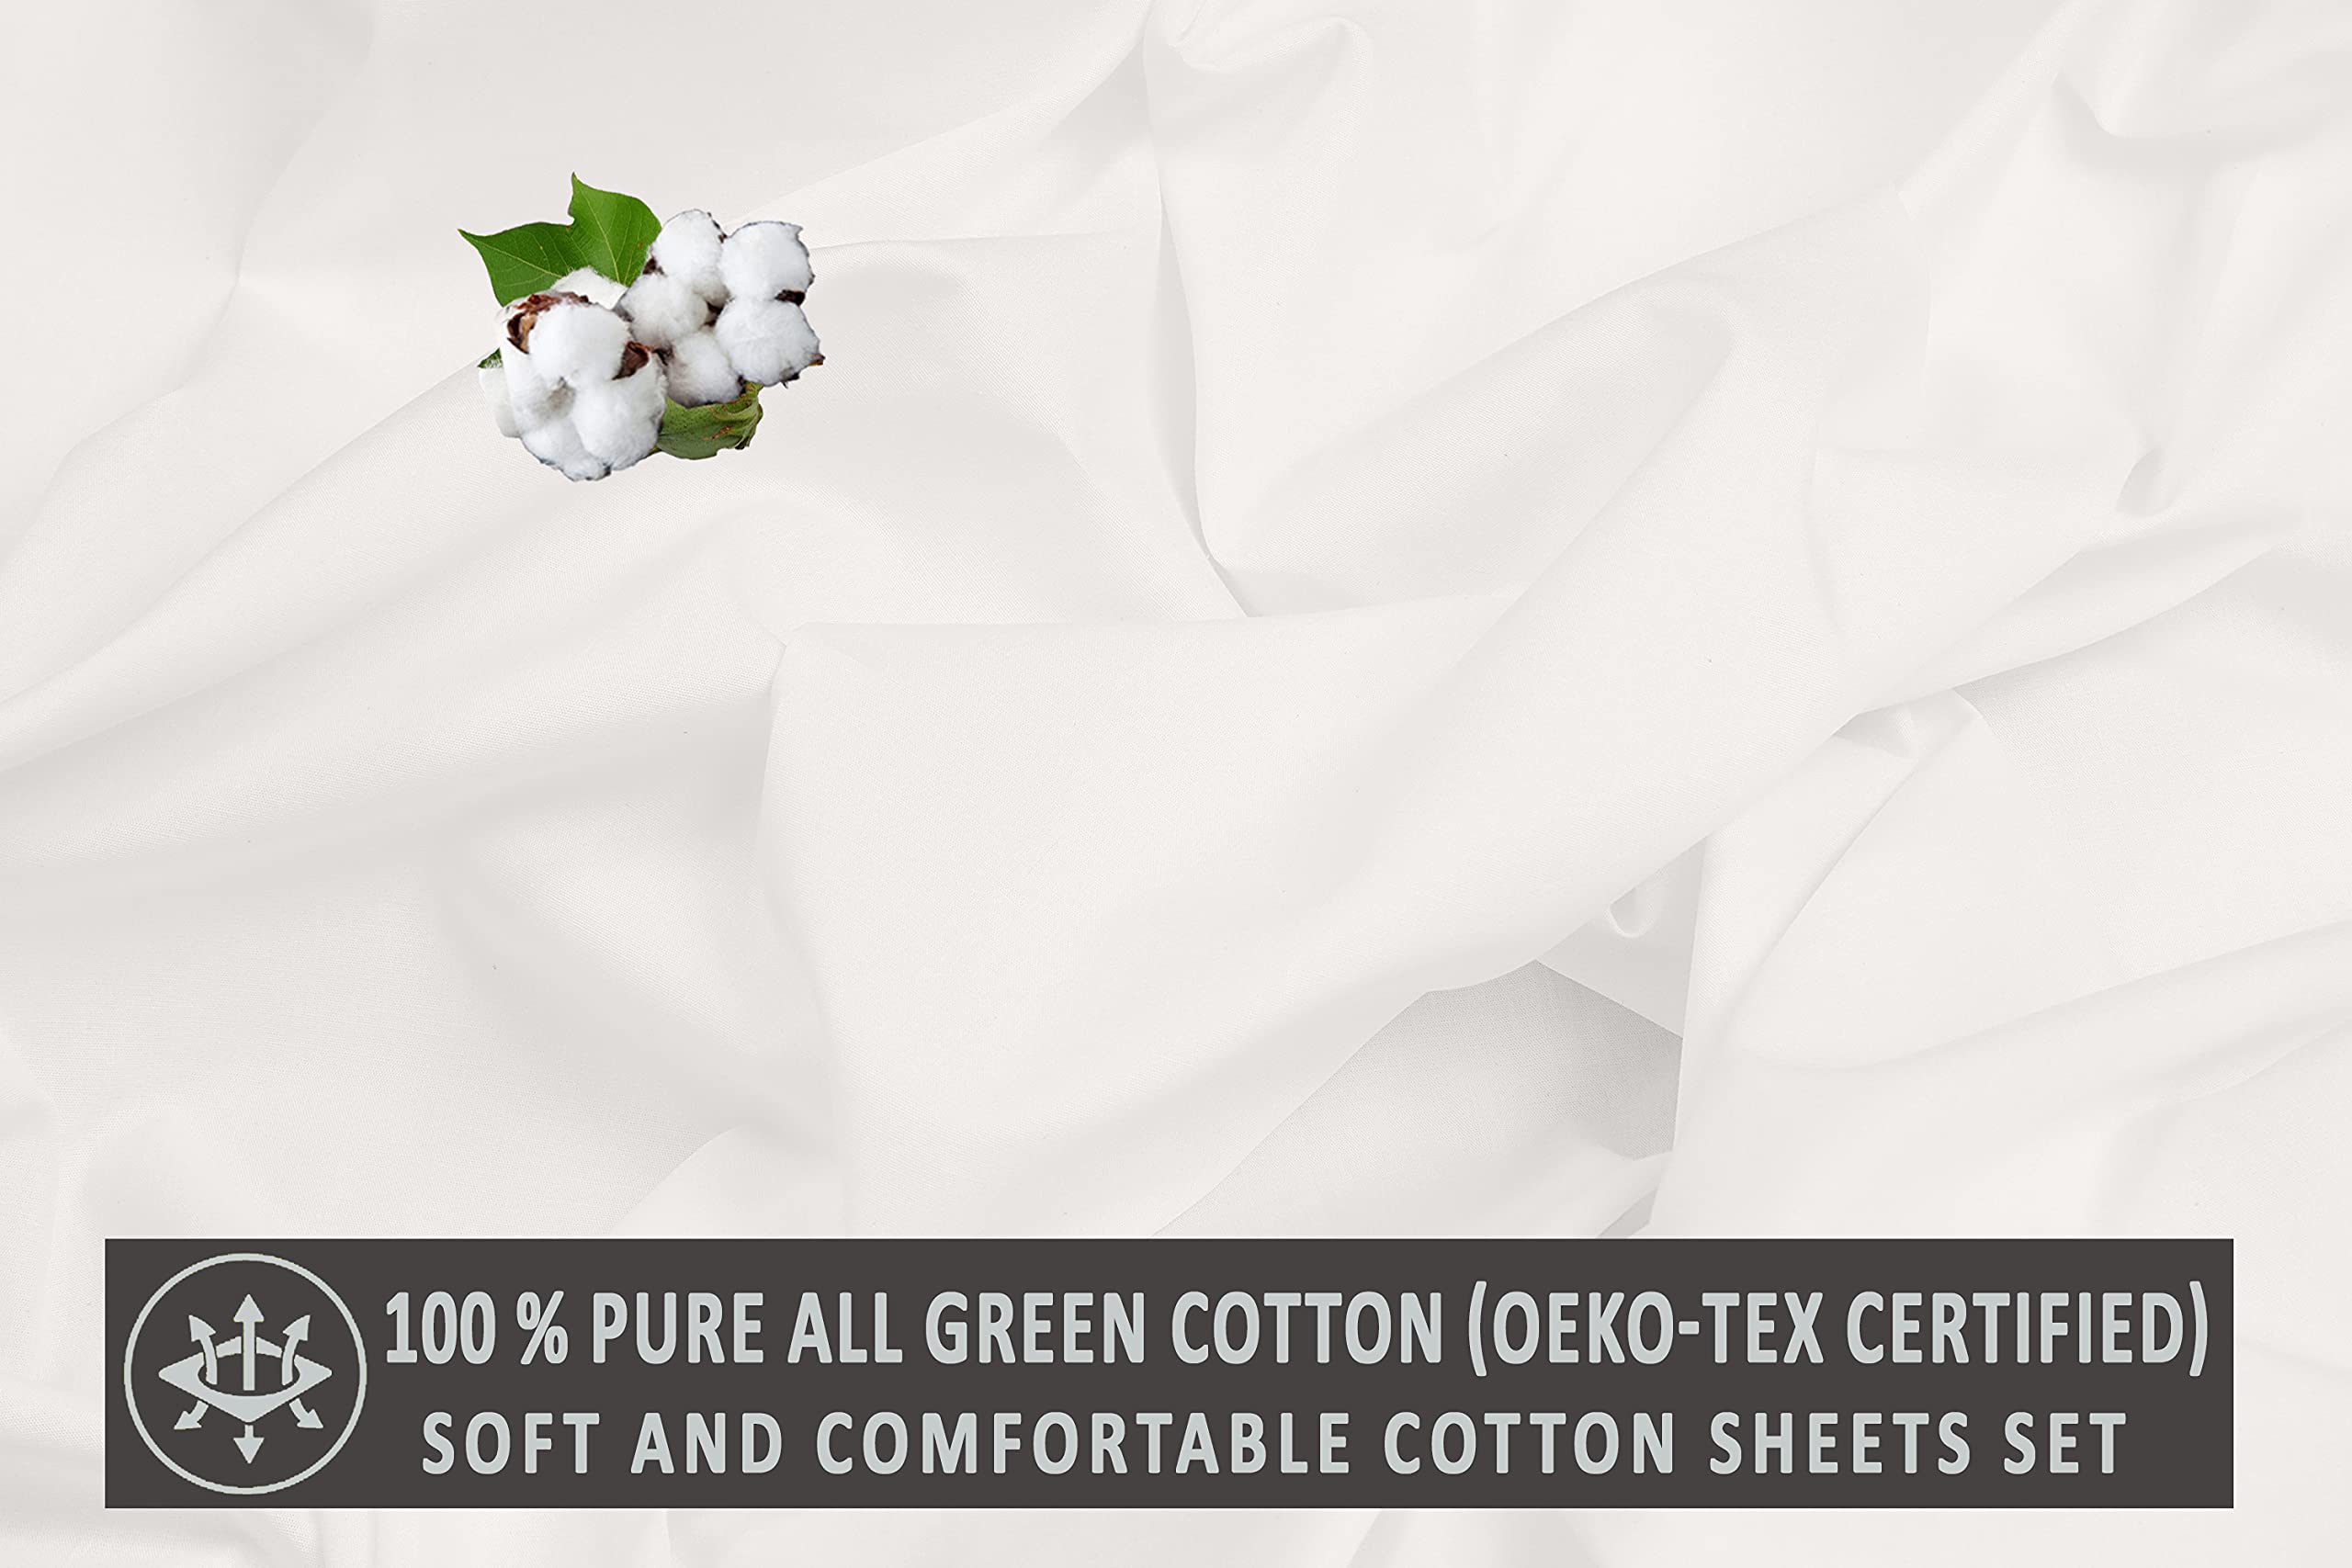 100 % PURE ALL GREEN COTTON (OEKO-TEX CERTIFIED)
SOFT AND COMFORTABLE COTTON SHEETS SET